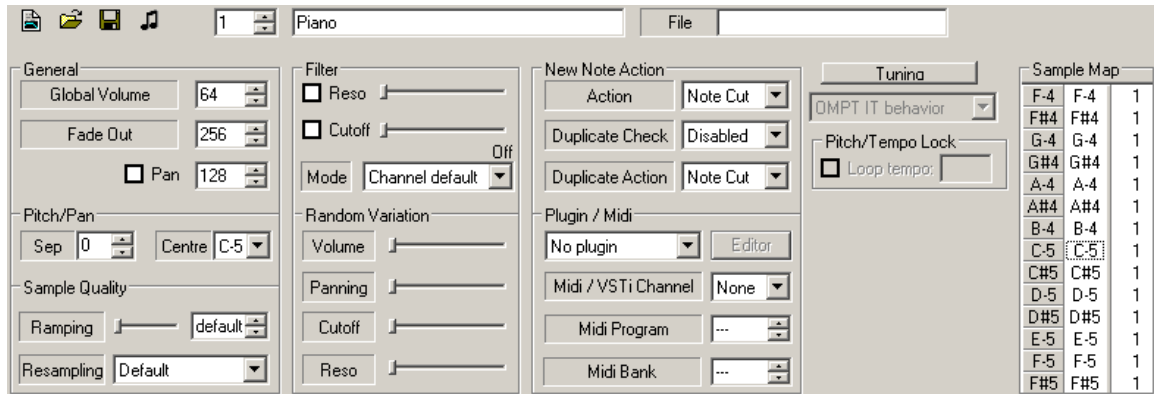 1 Piano File
General
Global Volume 64
Fade Out 256
Pan 128
Pitch/Pan
Sep 0 Centre C-5
Sample Quality
Ramping default
Resampling Default
Filter
Reso
Cutoff
Off
Mode Channel default
Random Variation
Volume
Panning
Cutoff
Reso
New Note Action
Action Note Cut
Duplicate Check Disabled
Duplicate Action Note Cut
Plugin / Midi
No plugin Editor
Midi / VSTi Channel None
Midi Program ---
Midi Bank ---
Tuning
OMPT IT behavior
Pitch/Tempo Lock
Loop tempo:
Sample Map
F-4 F-4 1
F#4 F#4 1
G-4 G-4 1
G#4 G#4 1
A-4 A-4 1
A#4 A#4 1
B-4 B-4 1
C-5 C-5 1
C#5 C#5 1
D-5 D-5 1
D#5 D#5 1
E-5 E-5 1
F-5 F-5 1
F#5 F#5 1